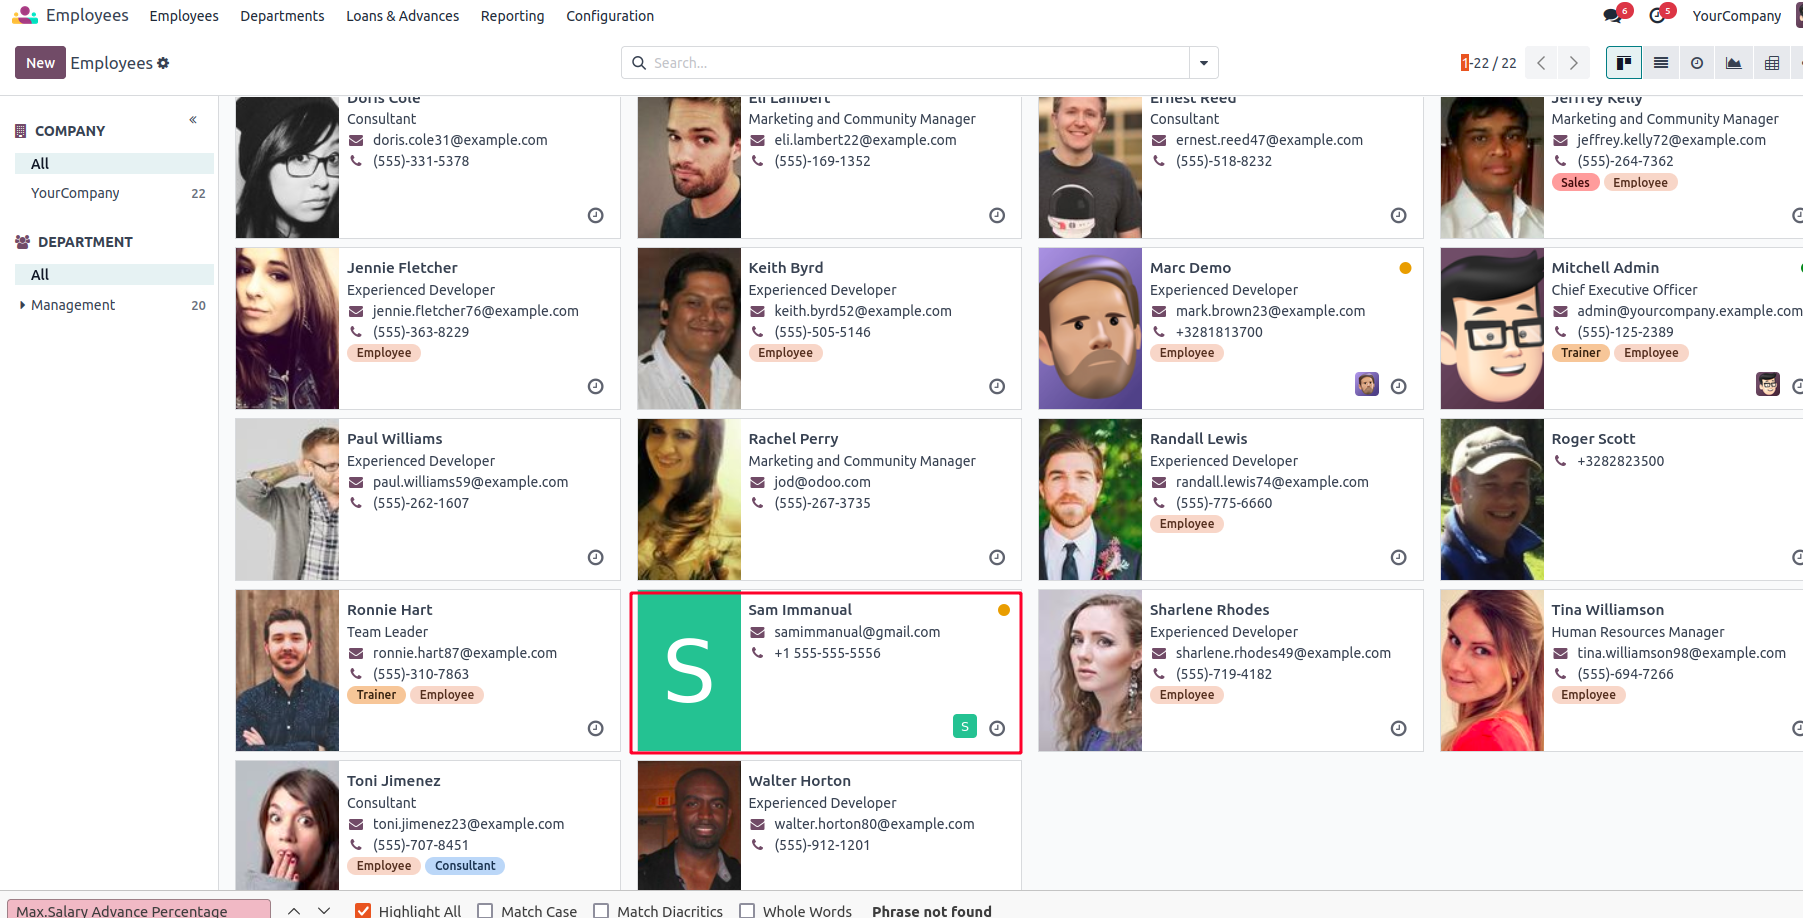 Employees Employees Departments Loans & Advances Reporting Configuration 6 5 YourCompany
New Employees Search... 1-22 / 22
COMPANY
All
YourCompany 22
DEPARTMENT
All
Management 20
Doris Cole
Consultant
doris.cole31@example.com
(555)-331-5378
Eli Lambert
Marketing and Community Manager
eli.lambert22@example.com
(555)-169-1352
Ernest Reed
Consultant
ernest.reed47@example.com
(555)-518-8232
Jeffrey Kelly
Marketing and Community Manager
jeffrey.kelly72@example.com
(555)-264-7362
Sales Employee
Jennie Fletcher
Experienced Developer
jennie.fletcher76@example.com
(555)-363-8229
Employee
Keith Byrd
Experienced Developer
keith.byrd52@example.com
(555)-505-5146
Employee
Marc Demo
Experienced Developer
mark.brown23@example.com
+3281813700
Employee
Mitchell Admin
Chief Executive Officer
admin@yourcompany.example.com
(555)-125-2389
Trainer Employee
Paul Williams
Experienced Developer
paul.williams59@example.com
(555)-262-1607
Rachel Perry
Marketing and Community Manager
jod@odoo.com
(555)-267-3735
Randall Lewis
Experienced Developer
randall.lewis74@example.com
(555)-775-6660
Employee
Roger Scott
+3282823500
Ronnie Hart
Team Leader
ronnie.hart87@example.com
(555)-310-7863
Trainer Employee
S
Sam Immanual
samimmanual@gmail.com
+1 555-555-5556
S
Sharlene Rhodes
Experienced Developer
sharlene.rhodes49@example.com
(555)-719-4182
Employee
Tina Williamson
Human Resources Manager
tina.williamson98@example.com
(555)-694-7266
Employee
Toni Jimenez
Consultant
toni.jimenez23@example.com
(555)-707-8451
Employee Consultant
Walter Horton
Experienced Developer
walter.horton80@example.com
(555)-912-1201
Max.Salary Advance Percentage Highlight All Match Case Match Diacritics Whole Words Phrase not found